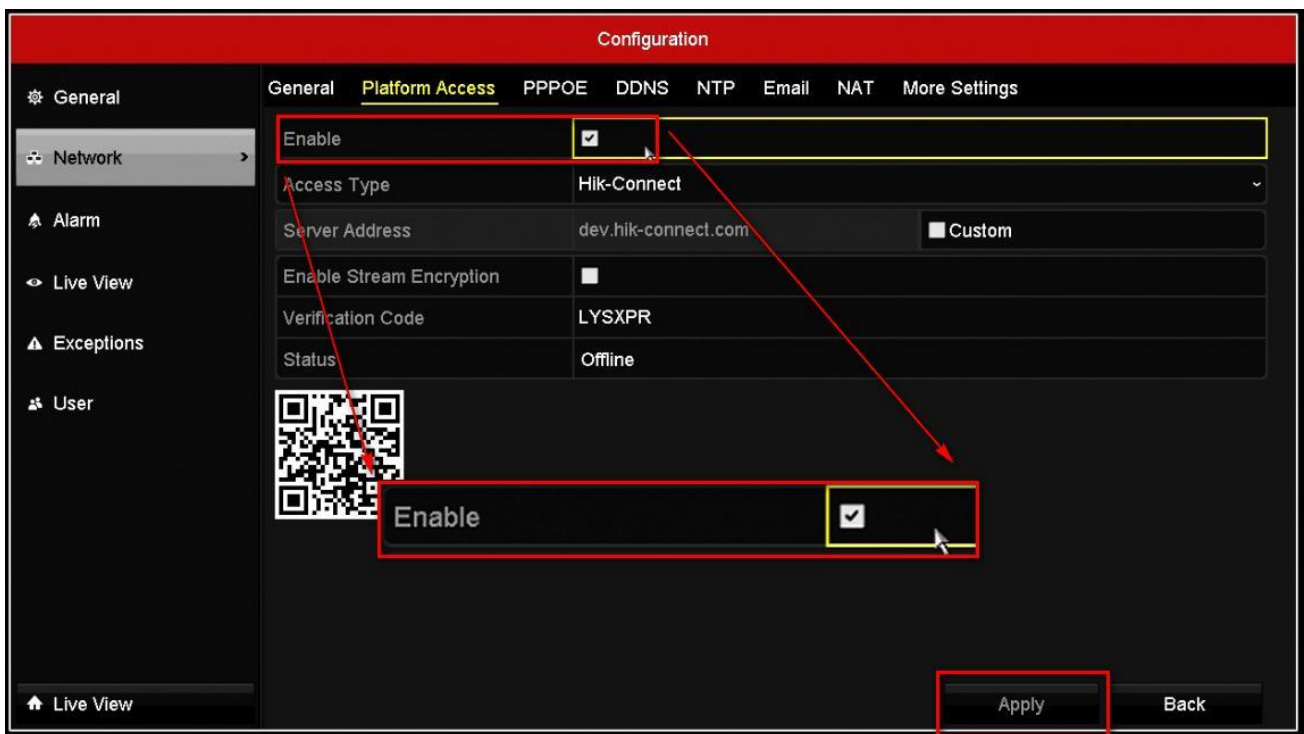 Configuration
General
Network
Alarm
Live View
Exceptions
User
Live View
General Platform Access PPPOE DDNS NTP Email NAT More Settings
Enable
Access Type Hik-Connect
Server Address dev.hik-connect.com Custom
Enable Stream Encryption
Verification Code LYSXPR
Status Offline
Enable
Apply Back